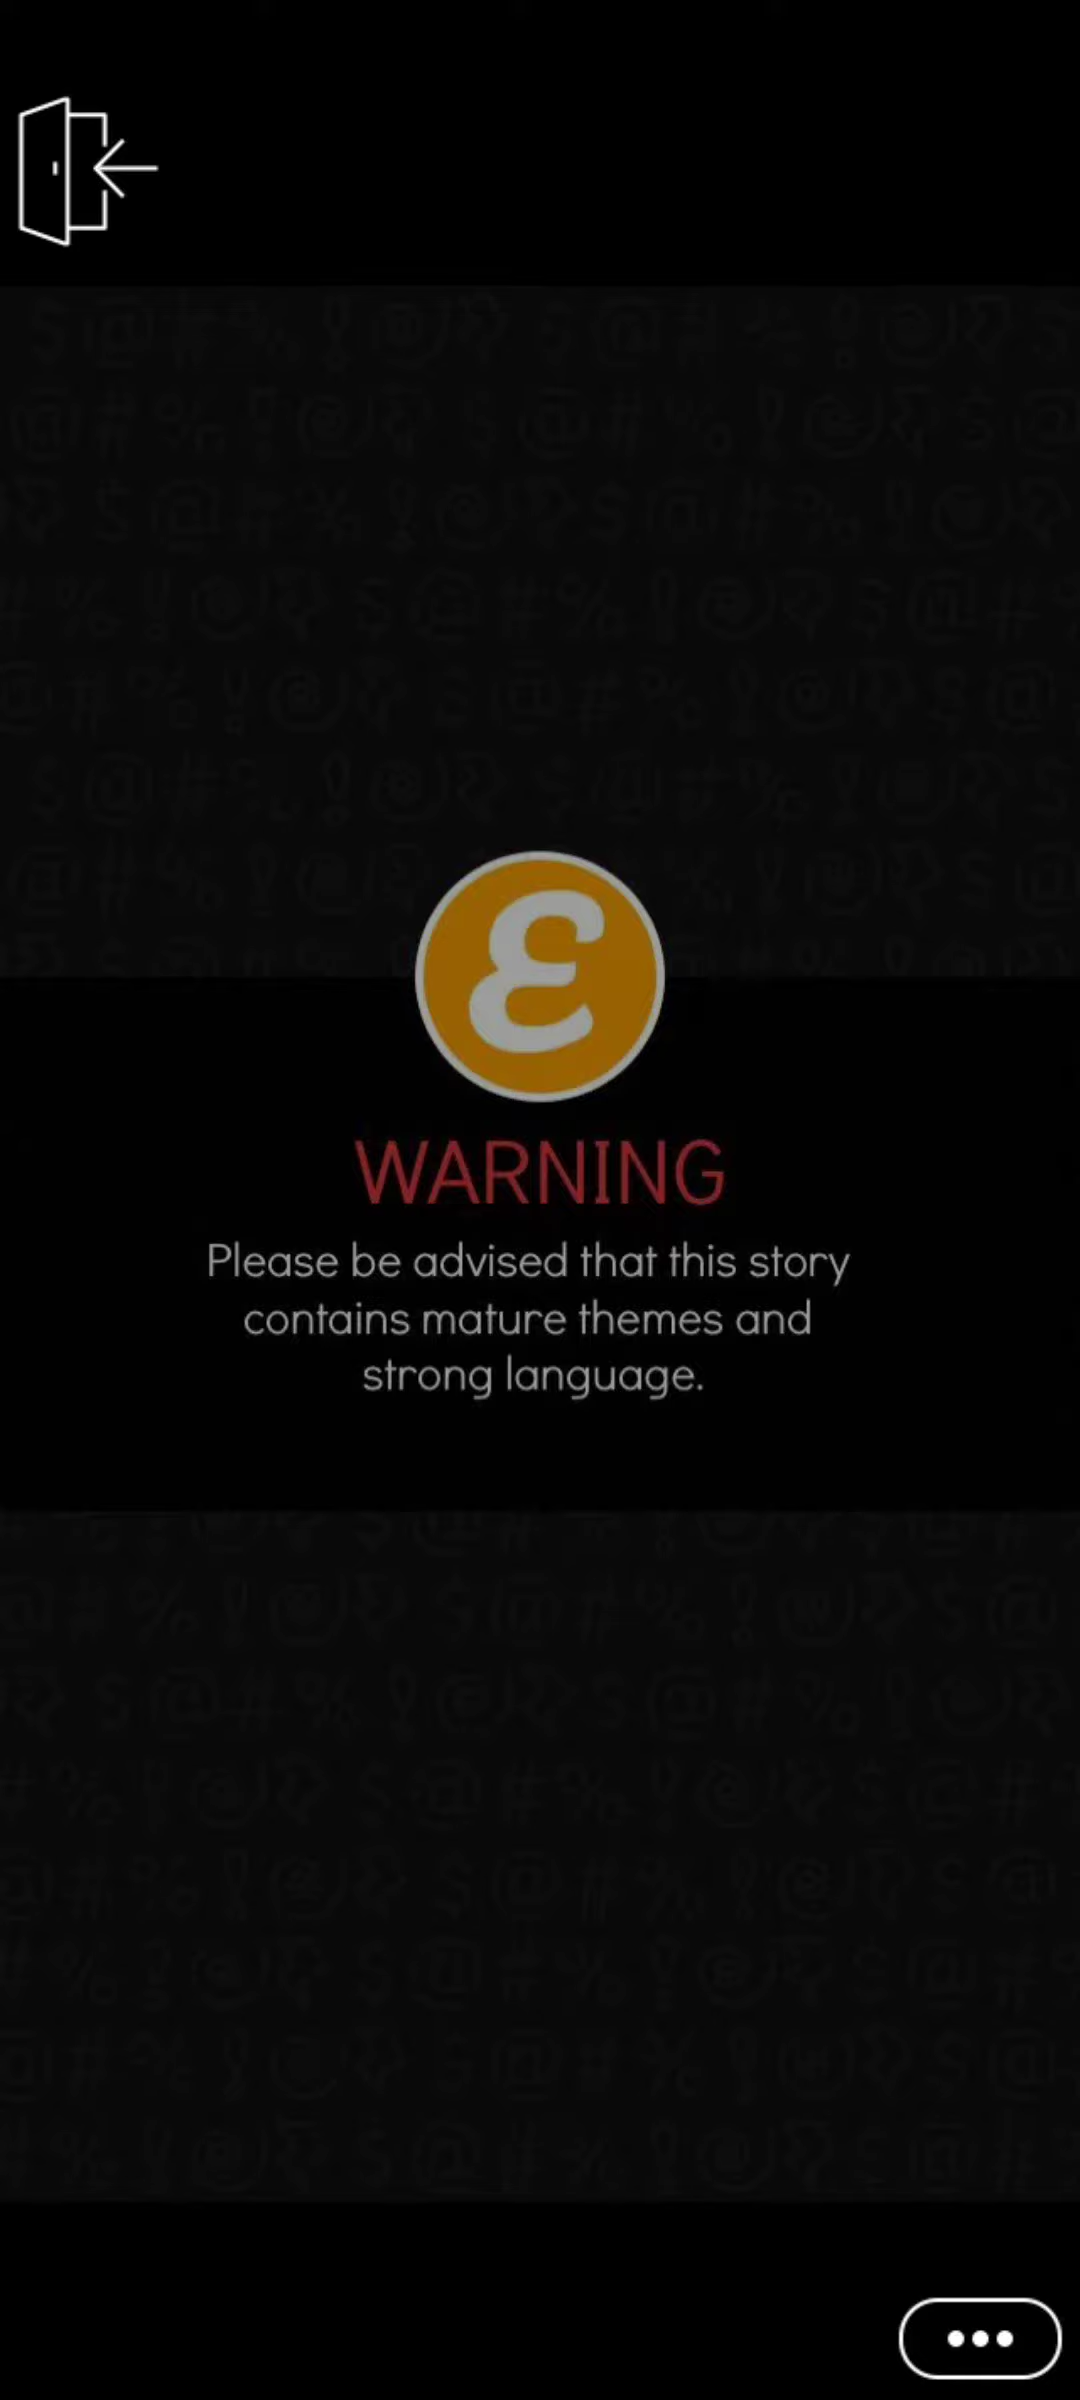 ε
WARNING
Please be advised that this story
contains mature themes and
strong language.